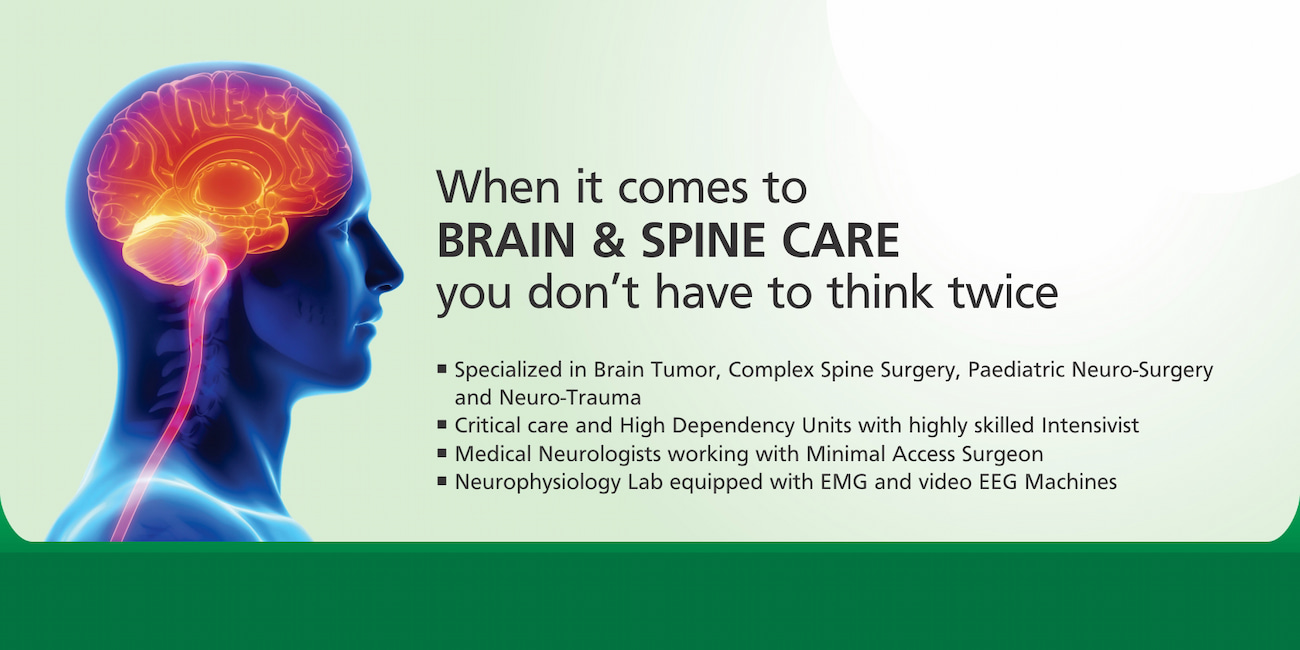 When it comes to
BRAIN & SPINE CARE
you don’t have to think twice
▪ Specialized in Brain Tumor, Complex Spine Surgery, Paediatric Neuro-Surgery
and Neuro-Trauma
▪ Critical care and High Dependency Units with highly skilled Intensivist
▪ Medical Neurologists working with Minimal Access Surgeon
▪ Neurophysiology Lab equipped with EMG and video EEG Machines